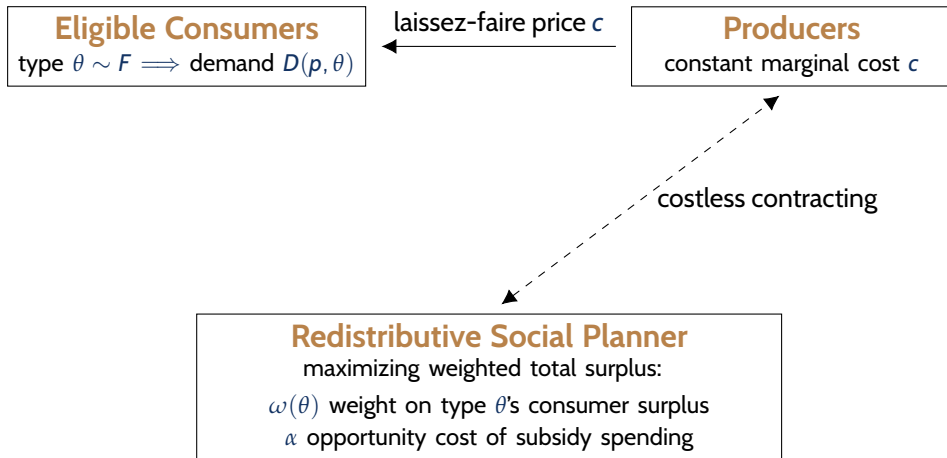 Eligible Consumers
type θ ∼ F ⟹ demand D(p, θ)
laissez-faire price c
Producers
constant marginal cost c
costless contracting
Redistributive Social Planner
maximizing weighted total surplus:
ω(θ) weight on type θ's consumer surplus
α opportunity cost of subsidy spending